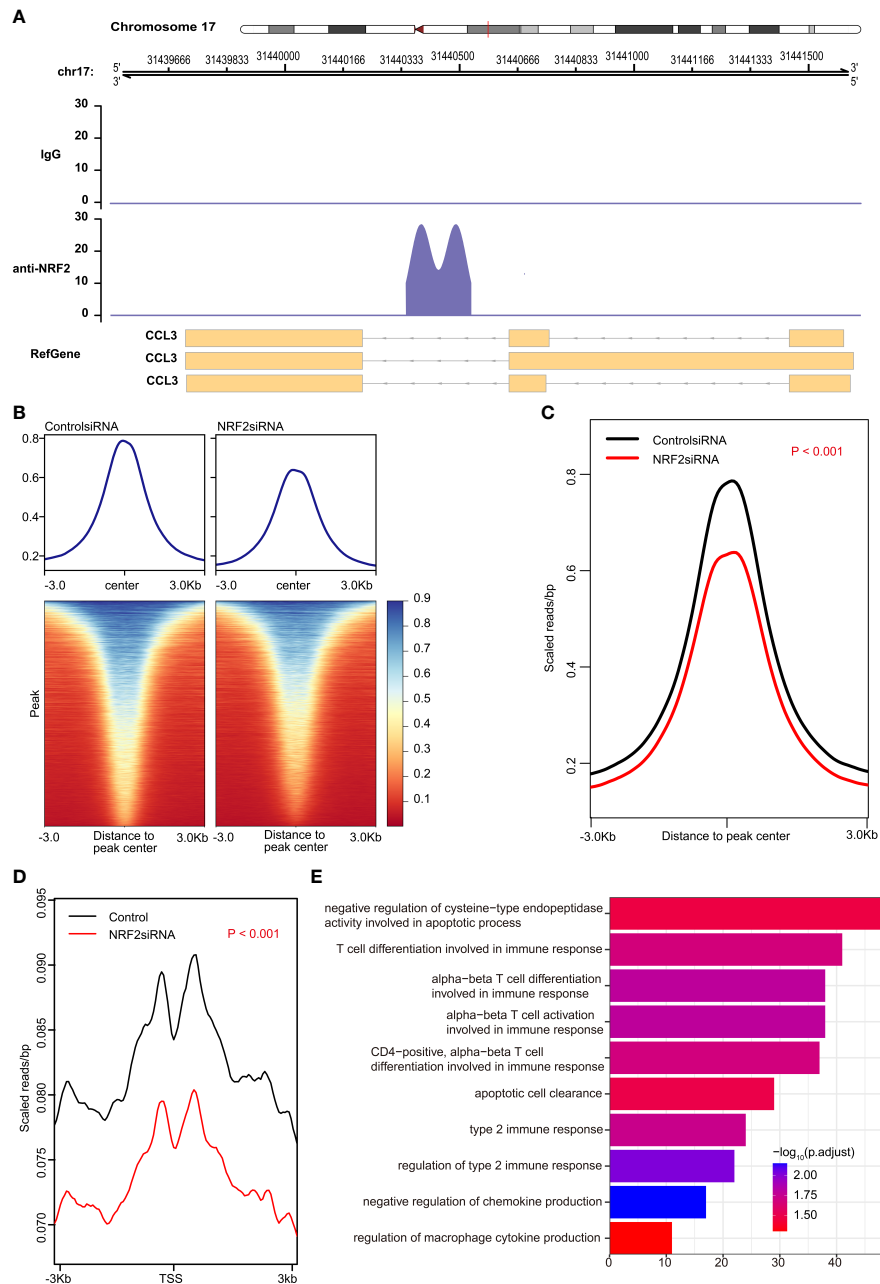 A
Chromosome 17
chr17:
5'
3'
31439666
31439833
31440000
31440166
31440333
31440500
31440666
31440833
31441000
31441166
31441333
31441500
3'
5'
30
20
10
0
IgG
30
20
10
0
anti-NRF2
RefGene
CCL3
CCL3
CCL3
B
ControlsiRNA
NRF2siRNA
0.8
0.6
0.4
0.2
-3.0
center
3.0Kb
-3.0
center
3.0Kb
Peak
0.9
0.8
0.7
0.6
0.5
0.4
0.3
0.2
0.1
-3.0
Distance to
peak center
3.0Kb
-3.0
Distance to
peak center
3.0Kb
C
ControlsiRNA
NRF2siRNA
P < 0.001
Scaled reads/bp
0.8
0.6
0.4
0.2
-3.0Kb
Distance to peak center
3.0Kb
D
Control
NRF2siRNA
P < 0.001
Scaled reads/bp
0.095
0.090
0.085
0.080
0.075
0.070
-3Kb
TSS
3kb
E
negative regulation of cysteine−type endopeptidase
activity involved in apoptotic process
T cell differentiation involved in immune response
alpha−beta T cell differentiation
involved in immune response
alpha−beta T cell activation
involved in immune response
CD4−positive, alpha−beta T cell
differentiation involved in immune response
apoptotic cell clearance
type 2 immune response
regulation of type 2 immune response
negative regulation of chemokine production
regulation of macrophage cytokine production
−log10(p.adjust)
2.00
1.75
1.50
0
10
20
30
40